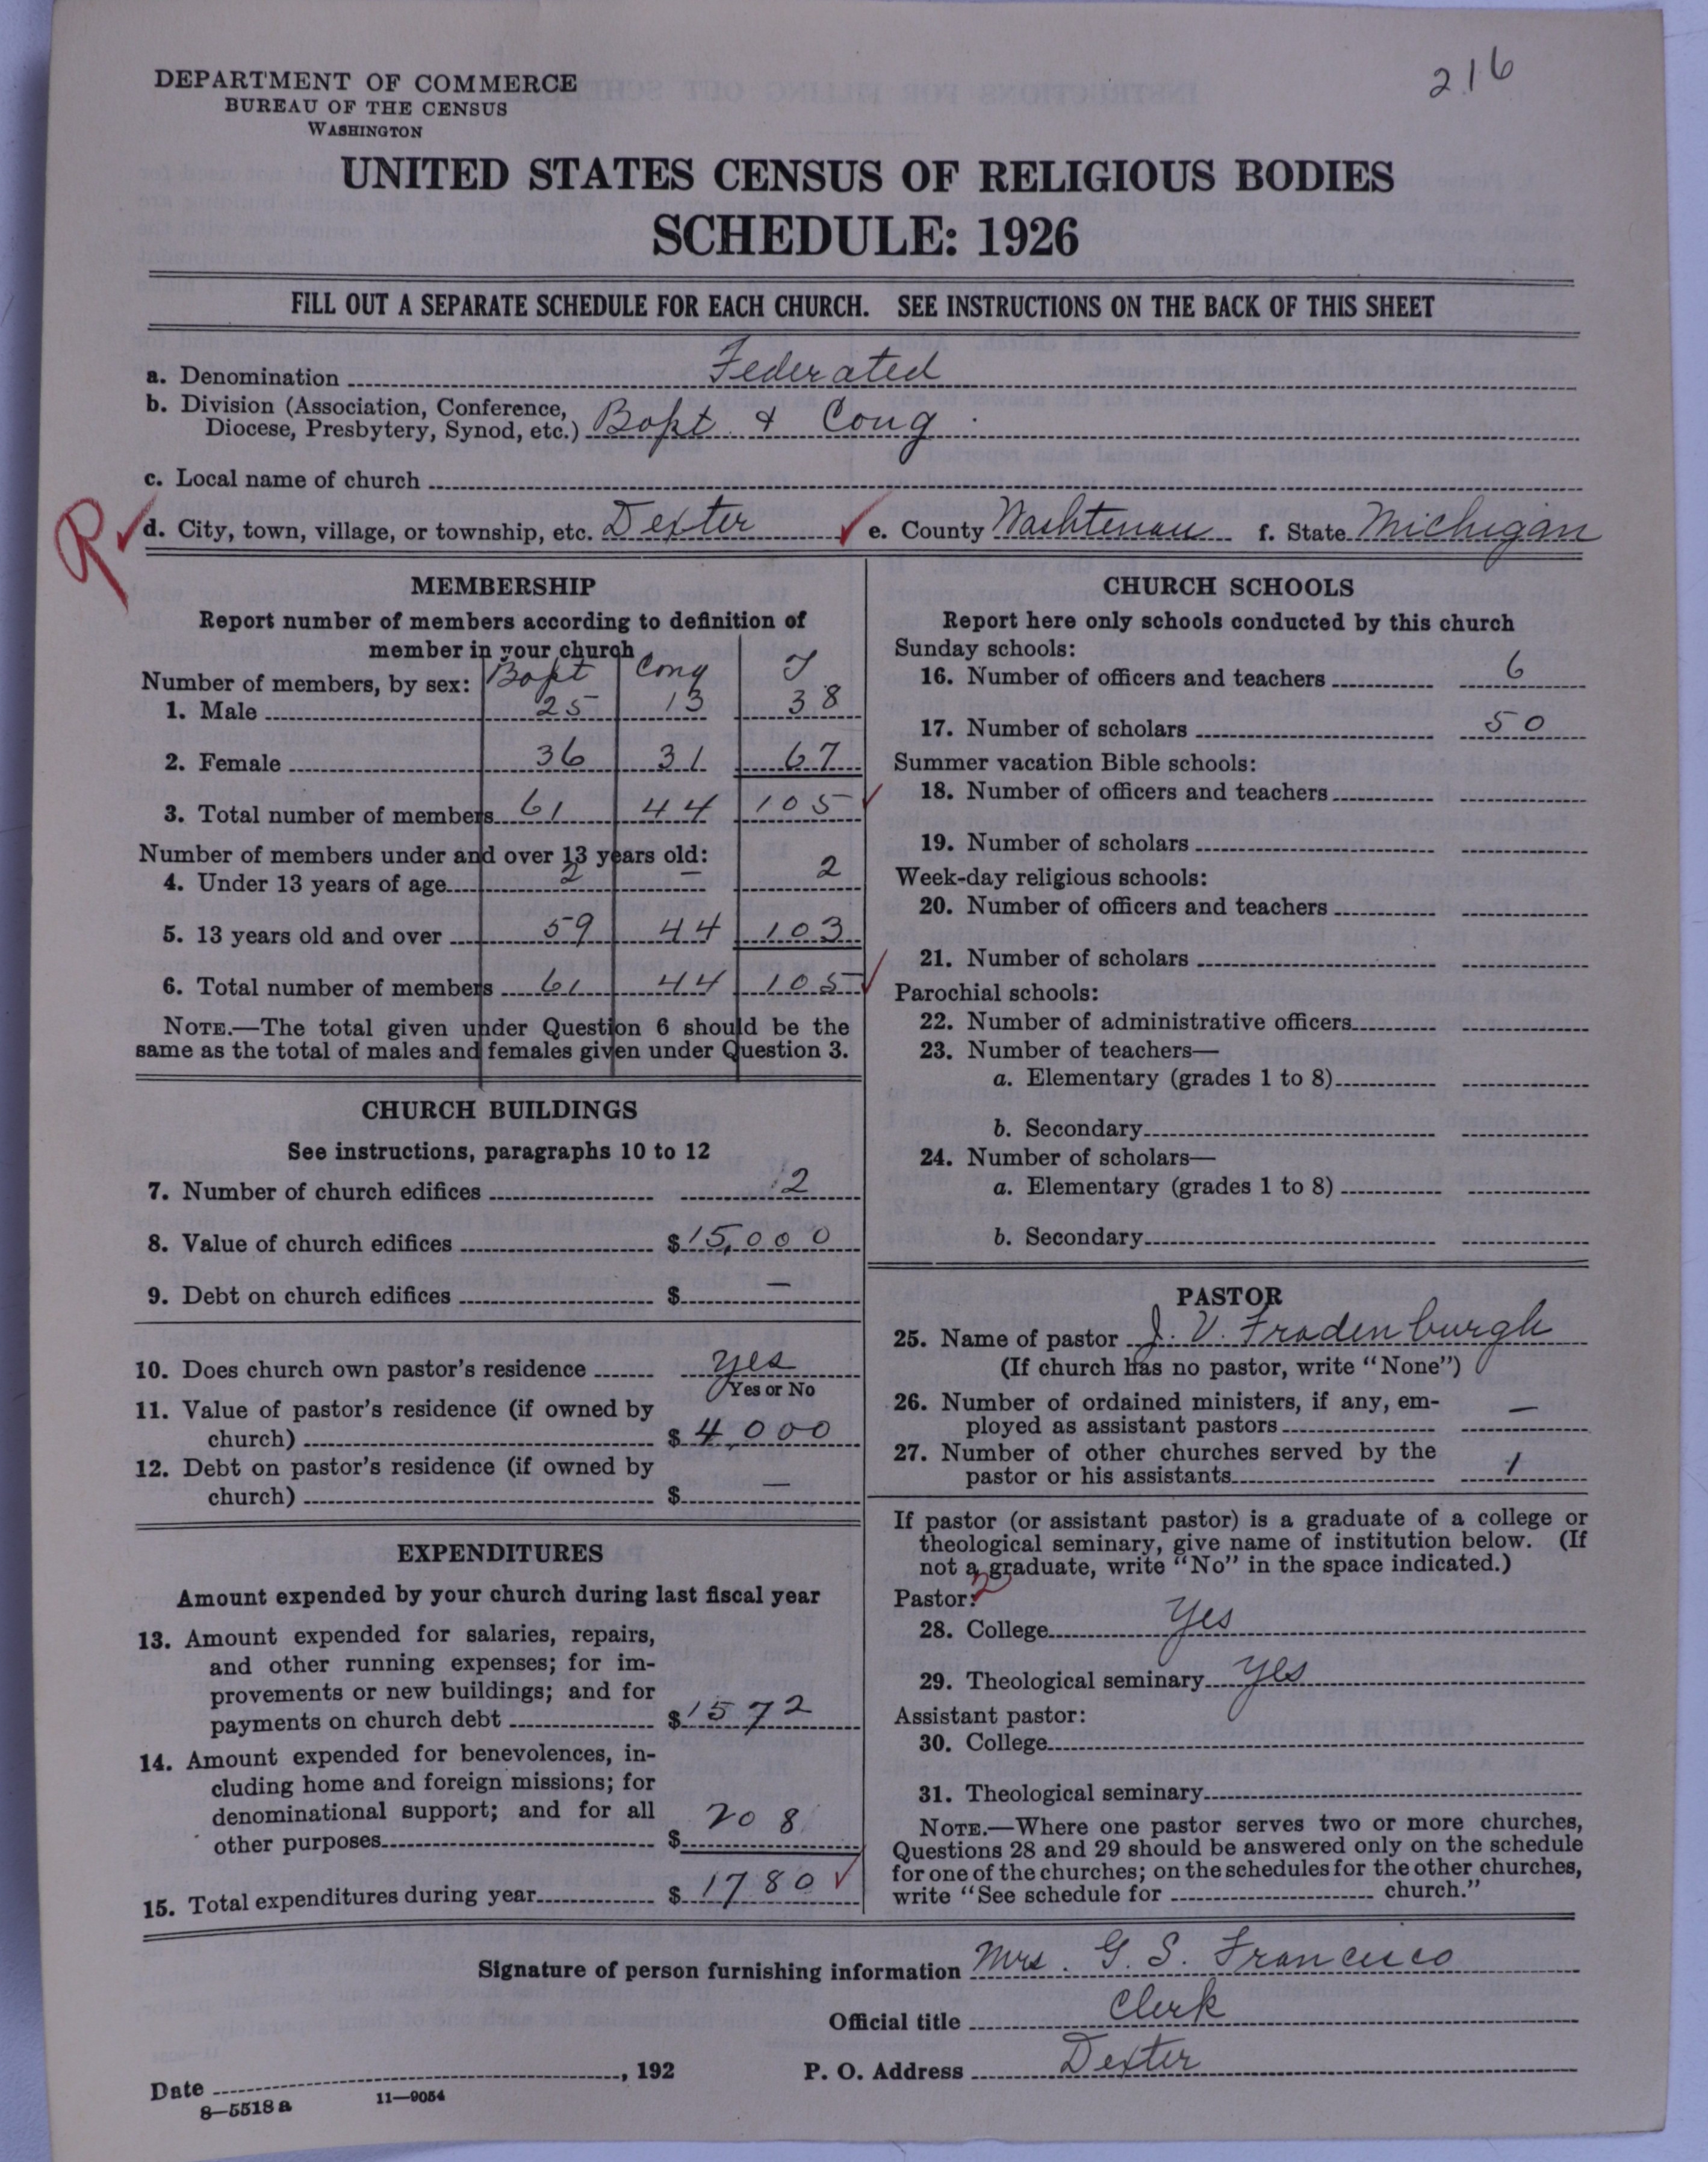 216
DEPARTMENT OF COMMERCE
BUREAU OF THE CENSUS
WASHINGTON
UNITED STATES CENSUS OF RELIGIOUS BODIES
SCHEDULE: 1926
FILL OUT A SEPARATE SCHEDULE FOR EACH CHURCH. SEE INSTRUCTIONS ON THE BACK OF THIS SHEET
a. Denomination Federated
b. Division (Association, Conference,
Diocese, Presbytery, Synod, etc.) Bapt & Cong
c. Local name of church
R d. City, town, village, or township, etc. Dexter e. County Washtenaw f. State Michigan
MEMBERSHIP
Report number of members according to definition of
member in your church
Number of members, by sex: Bapt Cong T
1. Male 25 13 38
2. Female 36 31 67
3. Total number of members 61 44 105
Number of members under and over 13 years old:
4. Under 13 years of age 2 – 2
5. 13 years old and over 59 44 103
6. Total number of members 61 44 105
NOTE.—The total given under Question 6 should be the
same as the total of males and females given under Question 3.
CHURCH BUILDINGS
See instructions, paragraphs 10 to 12
7. Number of church edifices 2
8. Value of church edifices $15,000
9. Debt on church edifices $ –
10. Does church own pastor's residence yes
Yes or No
11. Value of pastor's residence (if owned by
church) $4,000
12. Debt on pastor's residence (if owned by
church) $ –
EXPENDITURES
Amount expended by your church during last fiscal year
13. Amount expended for salaries, repairs,
and other running expenses; for im-
provements or new buildings; and for
payments on church debt $1572
14. Amount expended for benevolences, in-
cluding home and foreign missions; for
denominational support; and for all
other purposes $208
15. Total expenditures during year $1780
CHURCH SCHOOLS
Report here only schools conducted by this church
Sunday schools:
16. Number of officers and teachers 6
17. Number of scholars 50
Summer vacation Bible schools:
18. Number of officers and teachers
19. Number of scholars
Week-day religious schools:
20. Number of officers and teachers
21. Number of scholars
Parochial schools:
22. Number of administrative officers
23. Number of teachers—
a. Elementary (grades 1 to 8)
b. Secondary
24. Number of scholars—
a. Elementary (grades 1 to 8)
b. Secondary
PASTOR
25. Name of pastor J. V. Fradenburgh
(If church has no pastor, write "None")
26. Number of ordained ministers, if any, em-
ployed as assistant pastors –
27. Number of other churches served by the
pastor or his assistants 1
If pastor (or assistant pastor) is a graduate of a college or
theological seminary, give name of institution below. (If
not a graduate, write "No" in the space indicated.)
Pastor: 2
28. College Yes
29. Theological seminary yes
Assistant pastor:
30. College
31. Theological seminary
NOTE.—Where one pastor serves two or more churches,
Questions 28 and 29 should be answered only on the schedule
for one of the churches; on the schedules for the other churches,
write "See schedule for church."
Signature of person furnishing information Mrs. G. S. Francisco
Official title Clerk
Date , 192 P. O. Address Dexter
8—5518 a 11—9054